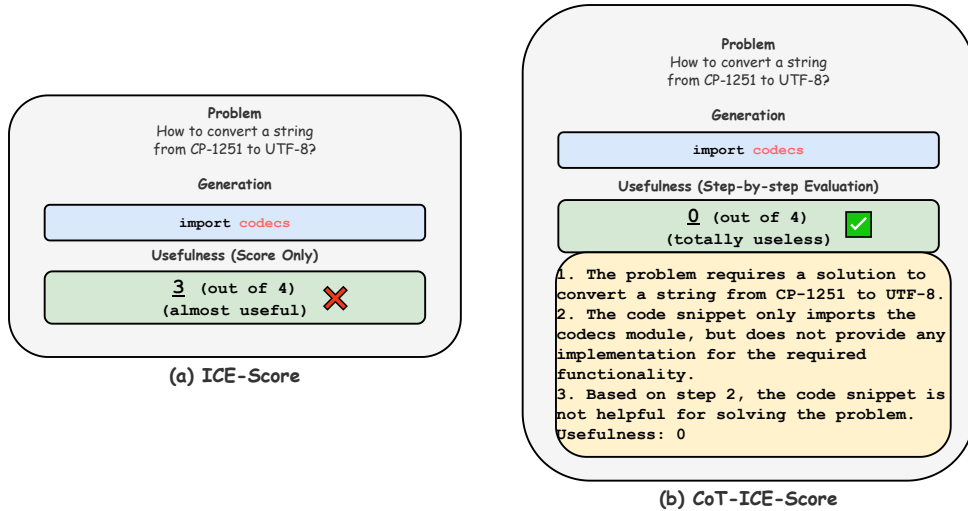 Problem
How to convert a string
from CP-1251 to UTF-8?
Generation
import codecs
Usefulness (Score Only)
3 (out of 4)
(almost useful)
(a) ICE-Score
Problem
How to convert a string
from CP-1251 to UTF-8?
Generation
import codecs
Usefulness (Step-by-step Evaluation)
0 (out of 4)
(totally useless)
1. The problem requires a solution to
convert a string from CP-1251 to UTF-8.
2. The code snippet only imports the
codecs module, but does not provide any
implementation for the required
functionality.
3. Based on step 2, the code snippet is
not helpful for solving the problem.
Usefulness: 0
(b) CoT-ICE-Score